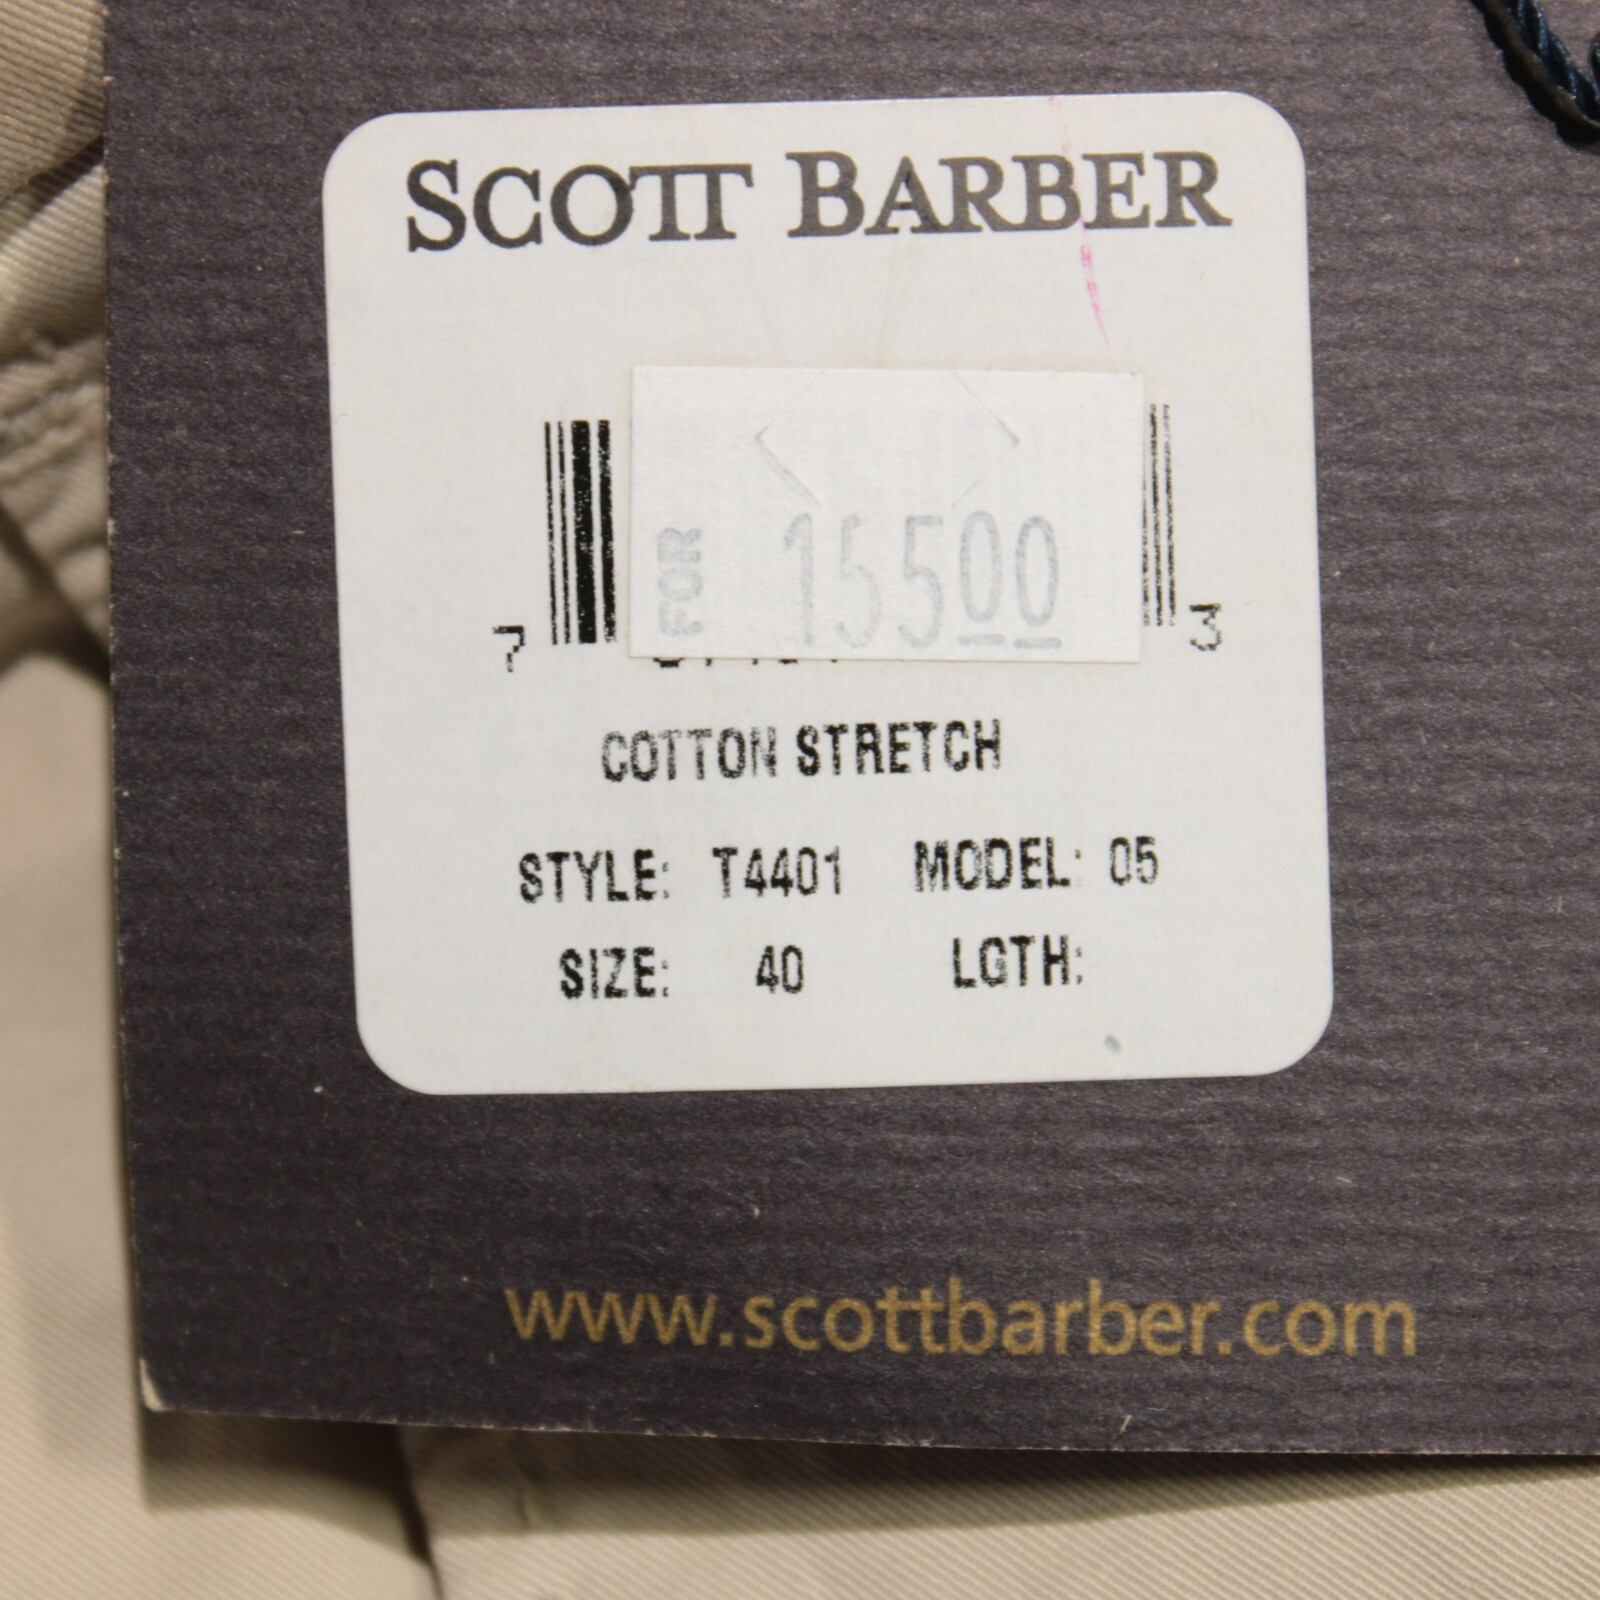 SCOTT BARBER
FOR 15500
7 3
COTTON STRETCH
STYLE: T4401 MODEL: 05
SIZE: 40 LGTH:
www.scottbarber.com